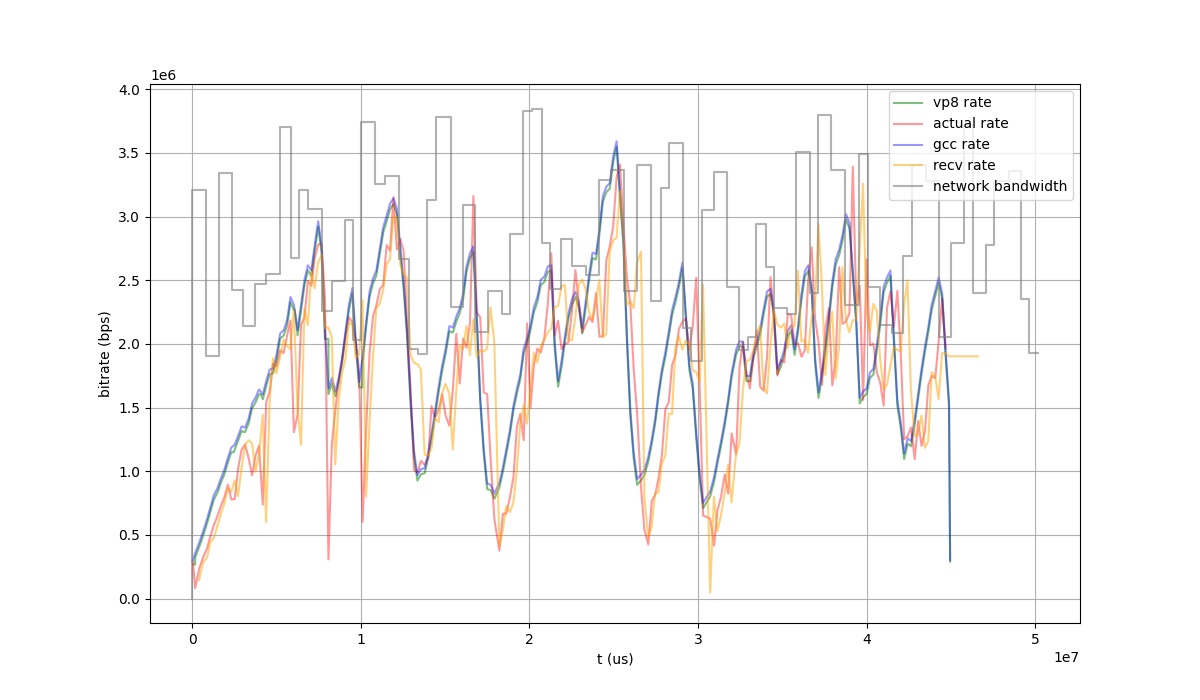 1e6
4.0
3.5
3.0
2.5
2.0
1.5
1.0
0.5
0.0
bitrate (bps)
vp8 rate
actual rate
gcc rate
recv rate
network bandwidth
0
1
2
3
4
5
t (us)
1e7